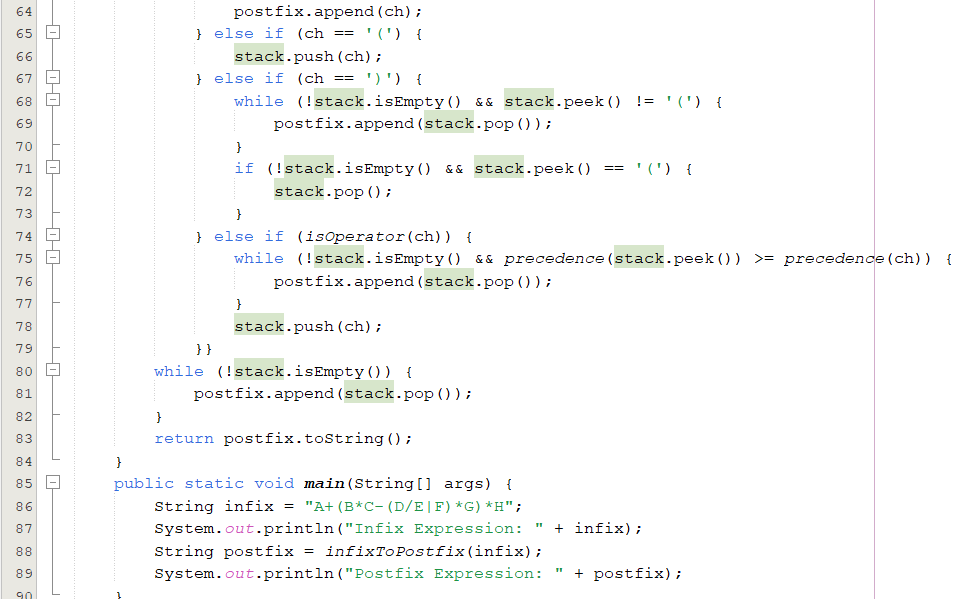 64 postfix.append(ch);
65 } else if (ch == '(') {
66 stack.push(ch);
67 } else if (ch == ')') {
68 while (!stack.isEmpty() && stack.peek() != '(') {
69 postfix.append(stack.pop());
70 }
71 if (!stack.isEmpty() && stack.peek() == '(') {
72 stack.pop();
73 }
74 } else if (isOperator(ch)) {
75 while (!stack.isEmpty() && precedence(stack.peek()) >= precedence(ch)) {
76 postfix.append(stack.pop());
77 }
78 stack.push(ch);
79 }}
80 while (!stack.isEmpty()) {
81 postfix.append(stack.pop());
82 }
83 return postfix.toString();
84 }
85 public static void main(String[] args) {
86 String infix = "A+(B*C-(D/E|F)*G)*H";
87 System.out.println("Infix Expression: " + infix);
88 String postfix = infixToPostfix(infix);
89 System.out.println("Postfix Expression: " + postfix);
90 }